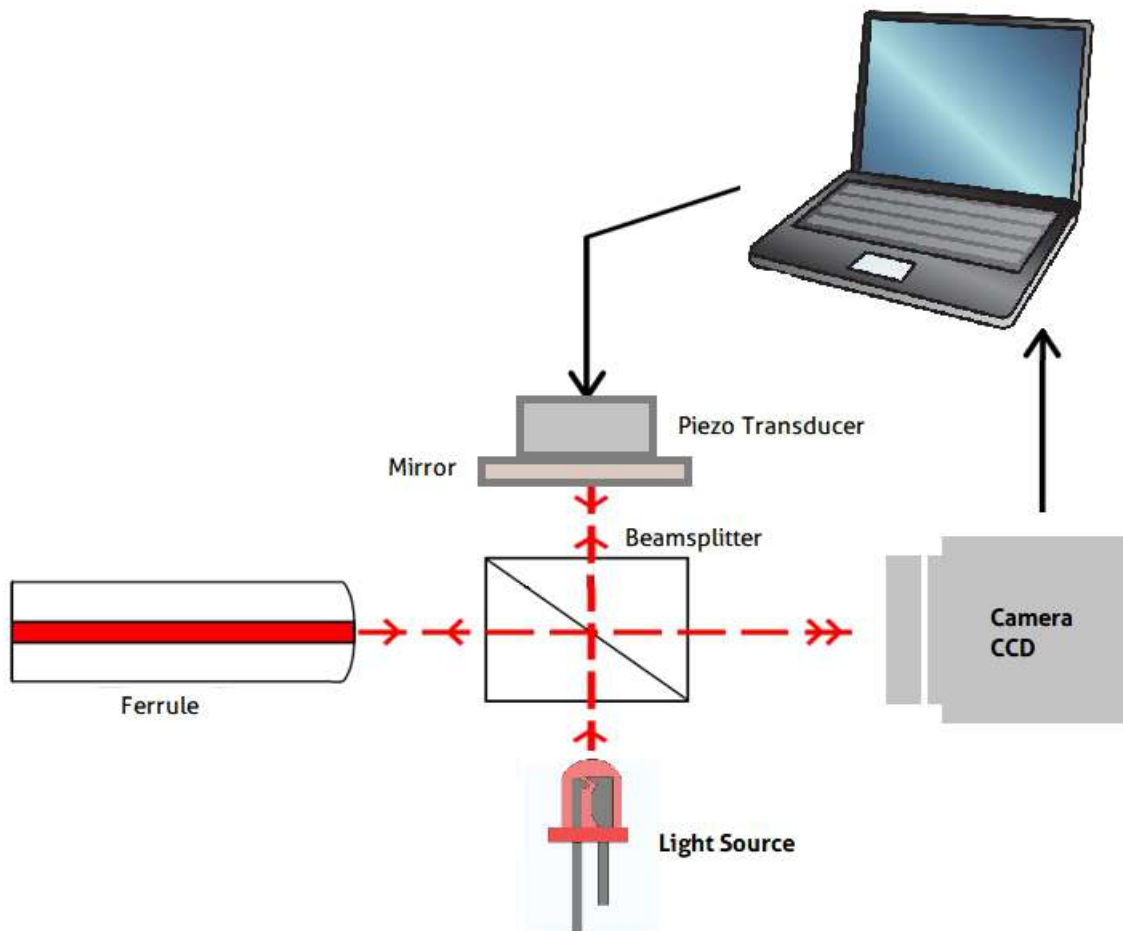 Piezo Transducer
Mirror
Beamsplitter
Camera
CCD
Ferrule
Light Source